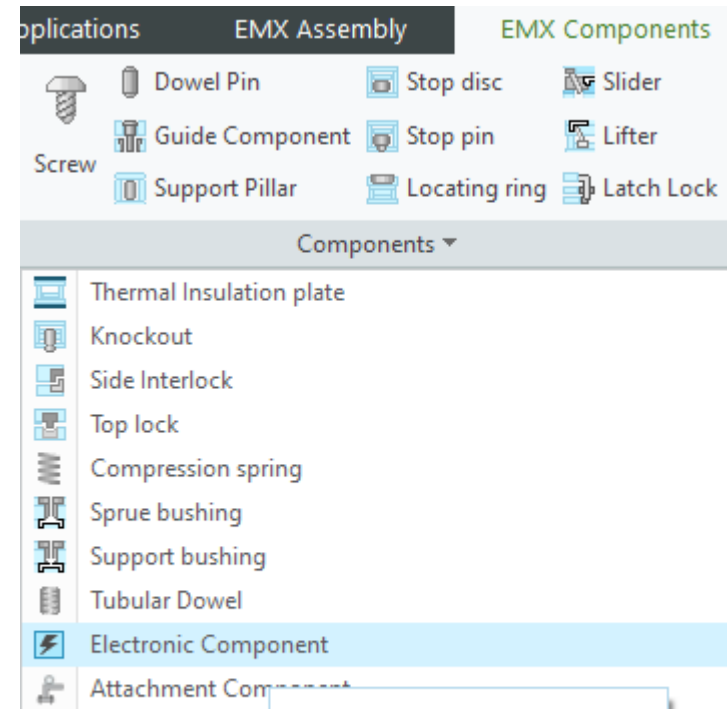 pplications EMX Assembly EMX Components
Dowel Pin Stop disc Slider
Guide Component Stop pin Lifter
Screw
Support Pillar Locating ring Latch Lock
Components
Thermal Insulation plate
Knockout
Side Interlock
Top lock
Compression spring
Sprue bushing
Support bushing
Tubular Dowel
Electronic Component
Attachment